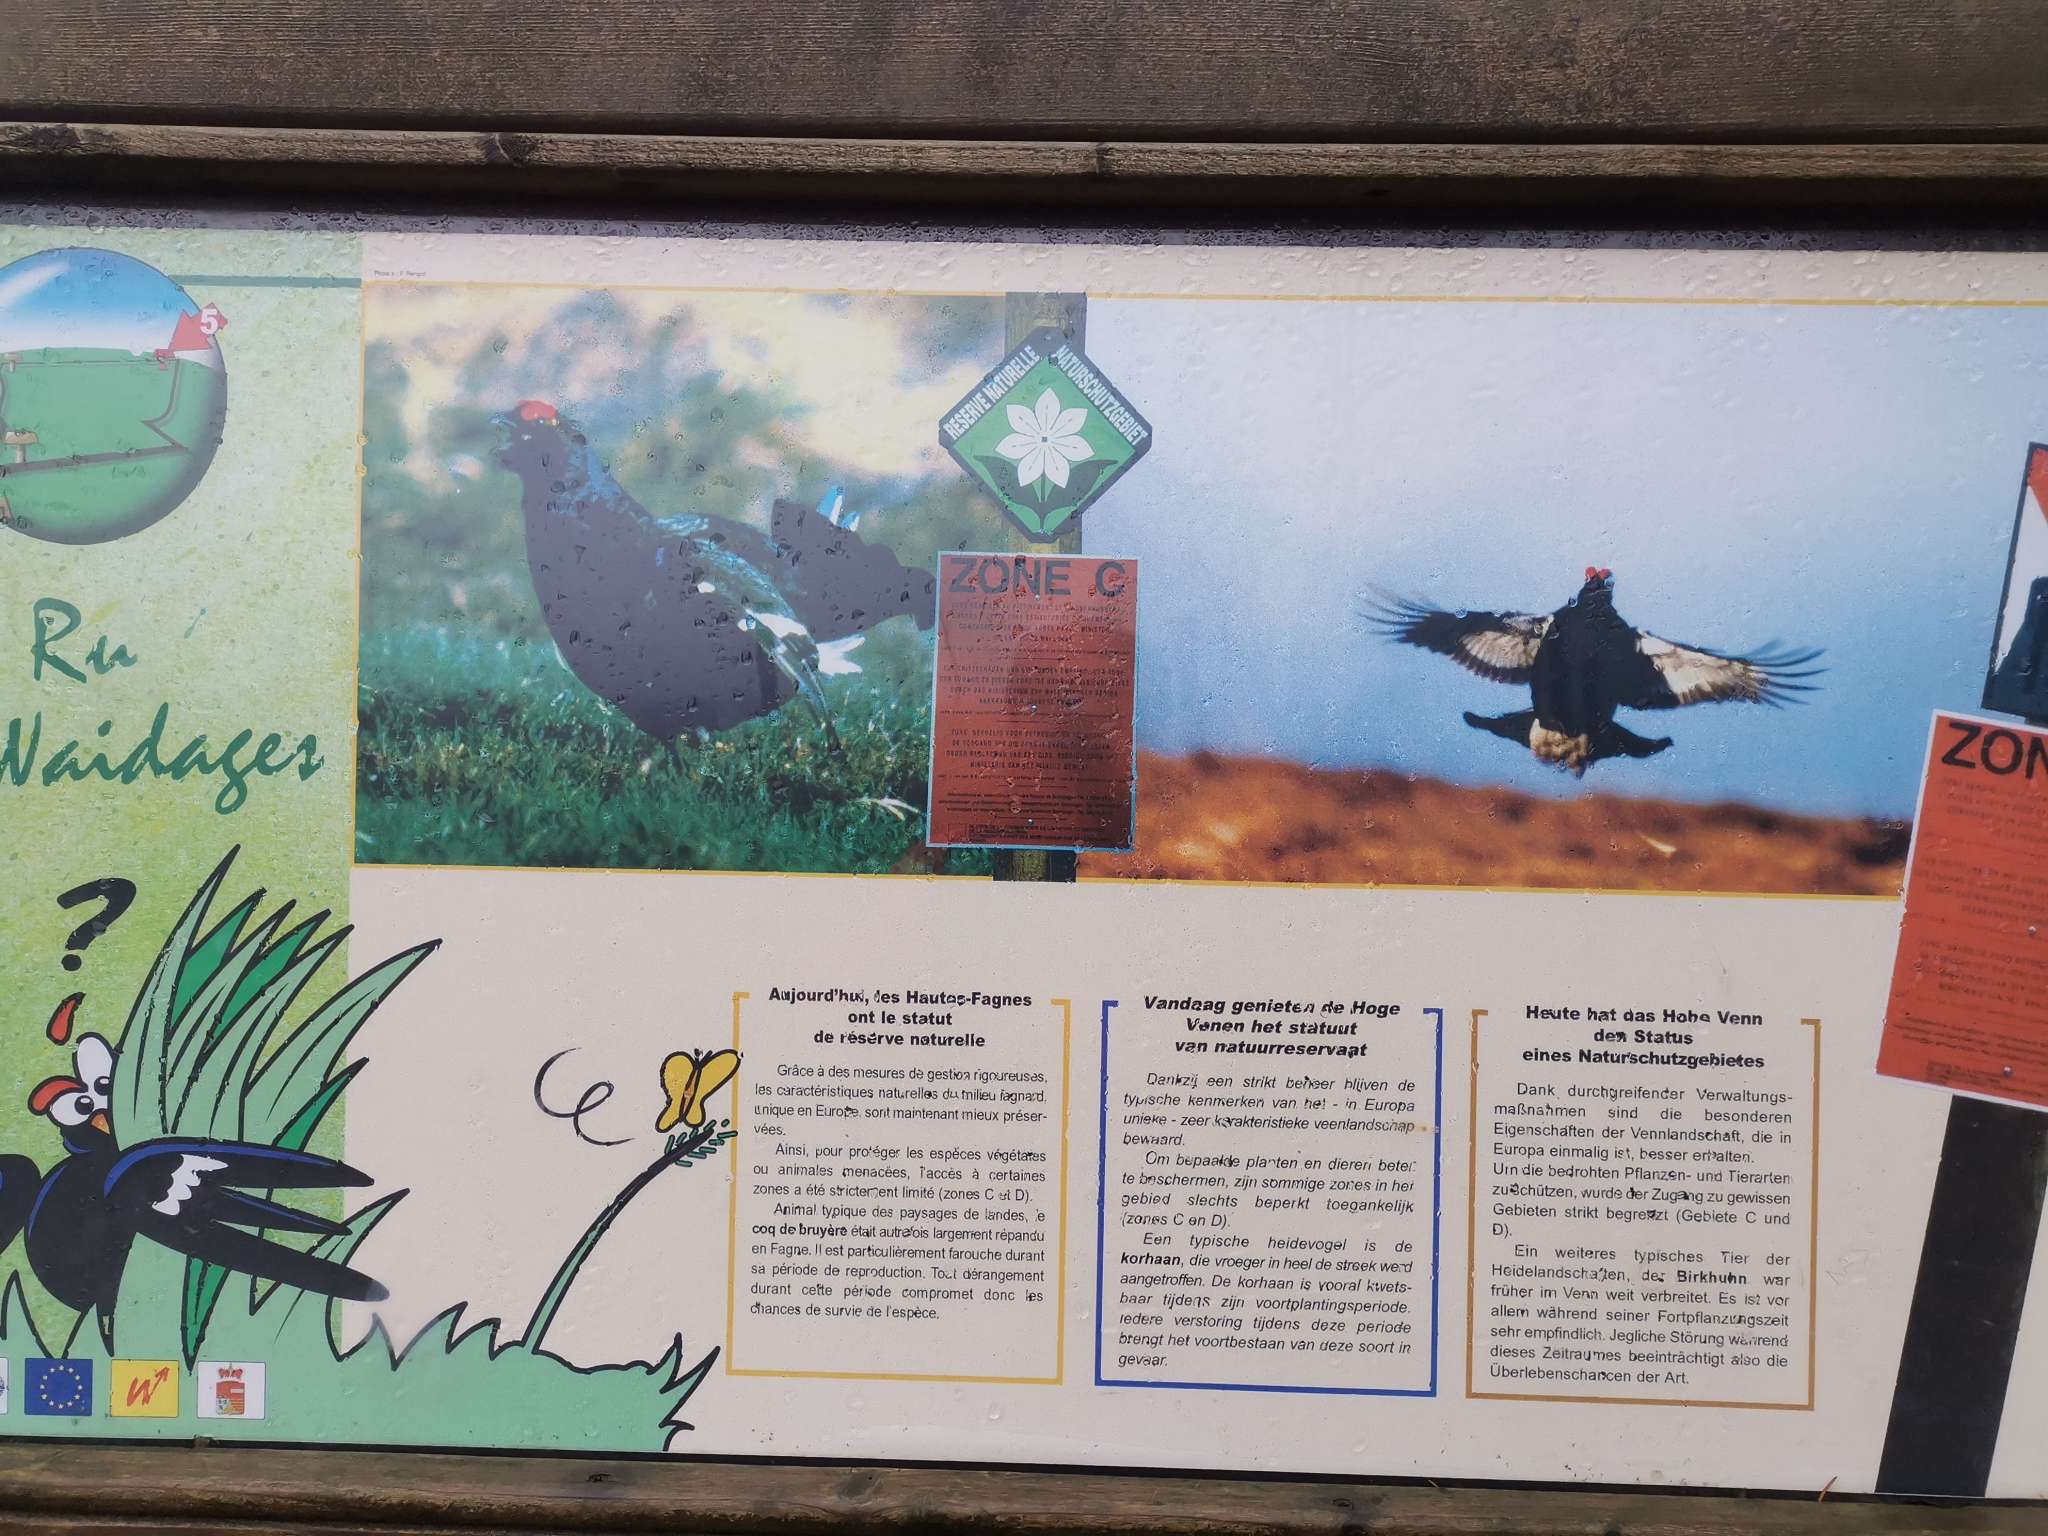 5
Ru
Waidages
?
RESERVE NATURELLE
NATURSCHUTZGEBIET
ZONE C
Aujourd'hui, les Hautes-Fagnes
ont le statut
de réserve naturelle
Grâce à des mesures de gestion rigoureuses,
les caractéristiques naturelles du milieu fagnard,
unique en Europe, sont maintenant mieux préser-
vées.
Ainsi, pour protéger les espèces végétales
ou animales menacées, l'accès à certaines
zones a été strictement limité (zones C et D).
Animal typique des paysages de landes, le
coq de bruyère était autrefois largement répandu
en Fagne. Il est particulièrement farouche durant
sa période de reproduction. Tout dérangement
durant cette période compromet donc les
chances de survie de l'espèce.
Vandaag genieten de Hoge
Venen het statuut
van natuurreservaat
Dankzij een strikt beheer blijven de
typische kenmerken van het - in Europa
unieke - zeer karakteristieke veenlandschap
bewaard.
Om bepaalde planten en dieren beter
te beschermen, zijn sommige zones in het
gebied slechts beperkt toegankelijk
(zones C en D).
Een typische heidevogel is de
korhaan, die vroeger in heel de streek werd
aangetroffen. De korhaan is vooral kwets-
baar tijdens zijn voortplantingsperiode.
Iedere verstoring tijdens deze periode
brengt het voortbestaan van deze soort in
gevaar.
Heute hat das Hohe Venn
den Status
eines Naturschutzgebietes
Dank durchgreifender Verwaltungs-
maßnahmen sind die besonderen
Eigenschaften der Vennlandschaft, die in
Europa einmalig ist, besser erhalten.
Um die bedrohten Pflanzen- und Tierarten
zu schützen, wurde der Zugang zu gewissen
Gebieten strikt begrenzt (Gebiete C und
D).
Ein weiteres typisches Tier der
Heidelandschaften, der Birkhuhn war
früher im Venn weit verbreitet. Es ist vor
allem während seiner Fortpflanzungszeit
sehr empfindlich. Jegliche Störung während
dieses Zeitraumes beeinträchtigt also die
Überlebenschancen der Art.
ZON